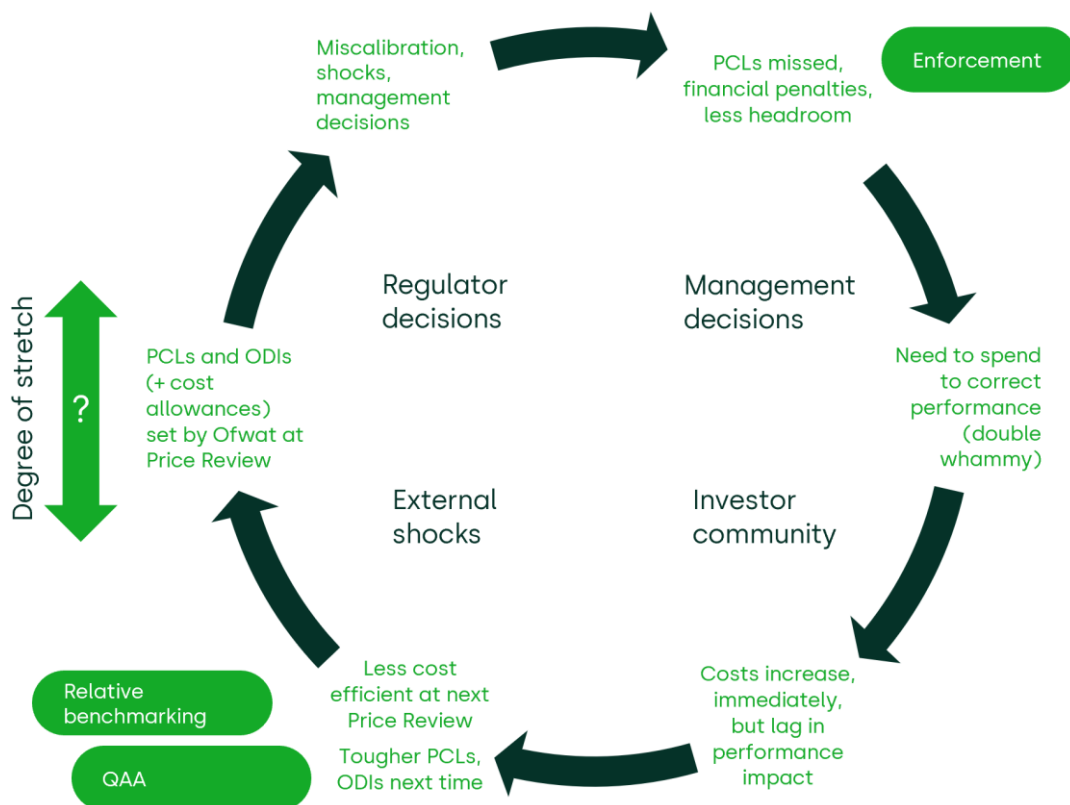 Miscalibration,
shocks,
management
decisions
PCLs missed,
financial penalties,
less headroom
Enforcement
Regulator
decisions
Management
decisions
Degree of stretch
?
PCLs and ODIs
(+ cost
allowances)
set by Ofwat at
Price Review
Need to spend
to correct
performance
(double
whammy)
External
shocks
Investor
community
Relative
benchmarking
QAA
Less cost
efficient at next
Price Review
Tougher PCLs,
ODIs next time
Costs increase,
immediately,
but lag in
performance
impact